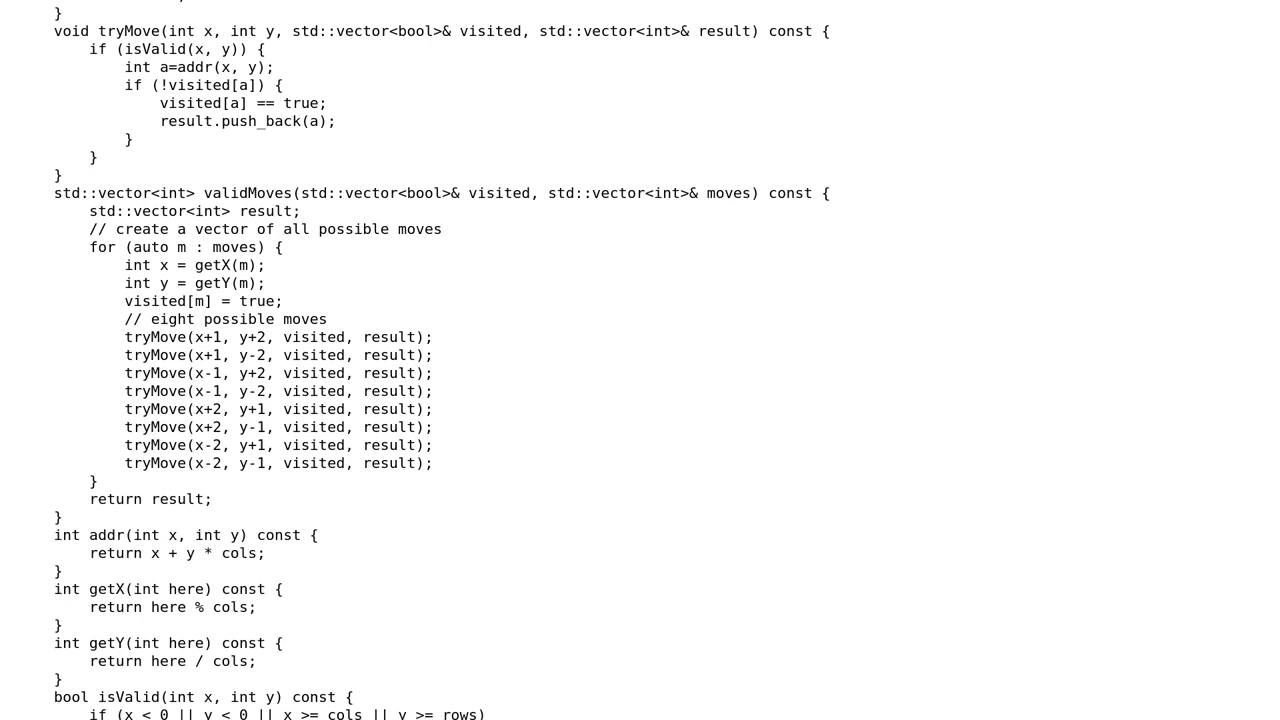 }
void tryMove(int x, int y, std::vector<bool>& visited, std::vector<int>& result) const {
if (isValid(x, y)) {
int a=addr(x, y);
if (!visited[a]) {
visited[a] == true;
result.push_back(a);
}
}
}
std::vector<int> validMoves(std::vector<bool>& visited, std::vector<int>& moves) const {
std::vector<int> result;
// create a vector of all possible moves
for (auto m : moves) {
int x = getX(m);
int y = getY(m);
visited[m] = true;
// eight possible moves
tryMove(x+1, y+2, visited, result);
tryMove(x+1, y-2, visited, result);
tryMove(x-1, y+2, visited, result);
tryMove(x-1, y-2, visited, result);
tryMove(x+2, y+1, visited, result);
tryMove(x+2, y-1, visited, result);
tryMove(x-2, y+1, visited, result);
tryMove(x-2, y-1, visited, result);
}
return result;
}
int addr(int x, int y) const {
return x + y * cols;
}
int getX(int here) const {
return here % cols;
}
int getY(int here) const {
return here / cols;
}
bool isValid(int x, int y) const {
if (x < 0 || y < 0 || x >= cols || y >= rows)